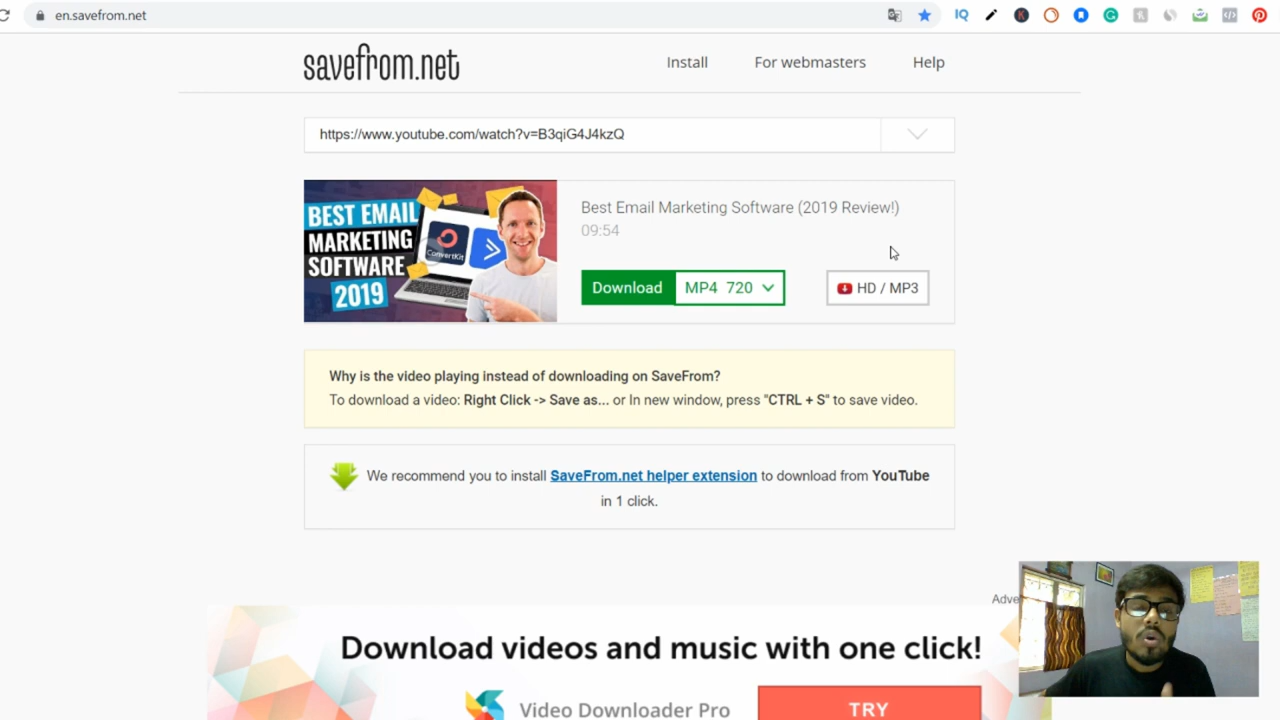 en.savefrom.net
IQ
savefrom.net
Install
For webmasters
Help
https://www.youtube.com/watch?v=B3qiG4J4kzQ
BEST EMAIL
MARKETING
SOFTWARE
2019
ConvertKit
Best Email Marketing Software (2019 Review!)
09:54
Download MP4 720
HD / MP3
Why is the video playing instead of downloading on SaveFrom?
To download a video: Right Click -> Save as... or In new window, press "CTRL + S" to save video.
We recommend you to install SaveFrom.net helper extension to download from YouTube
in 1 click.
Adve
Download videos and music with one click!
Video Downloader Pro
TRY